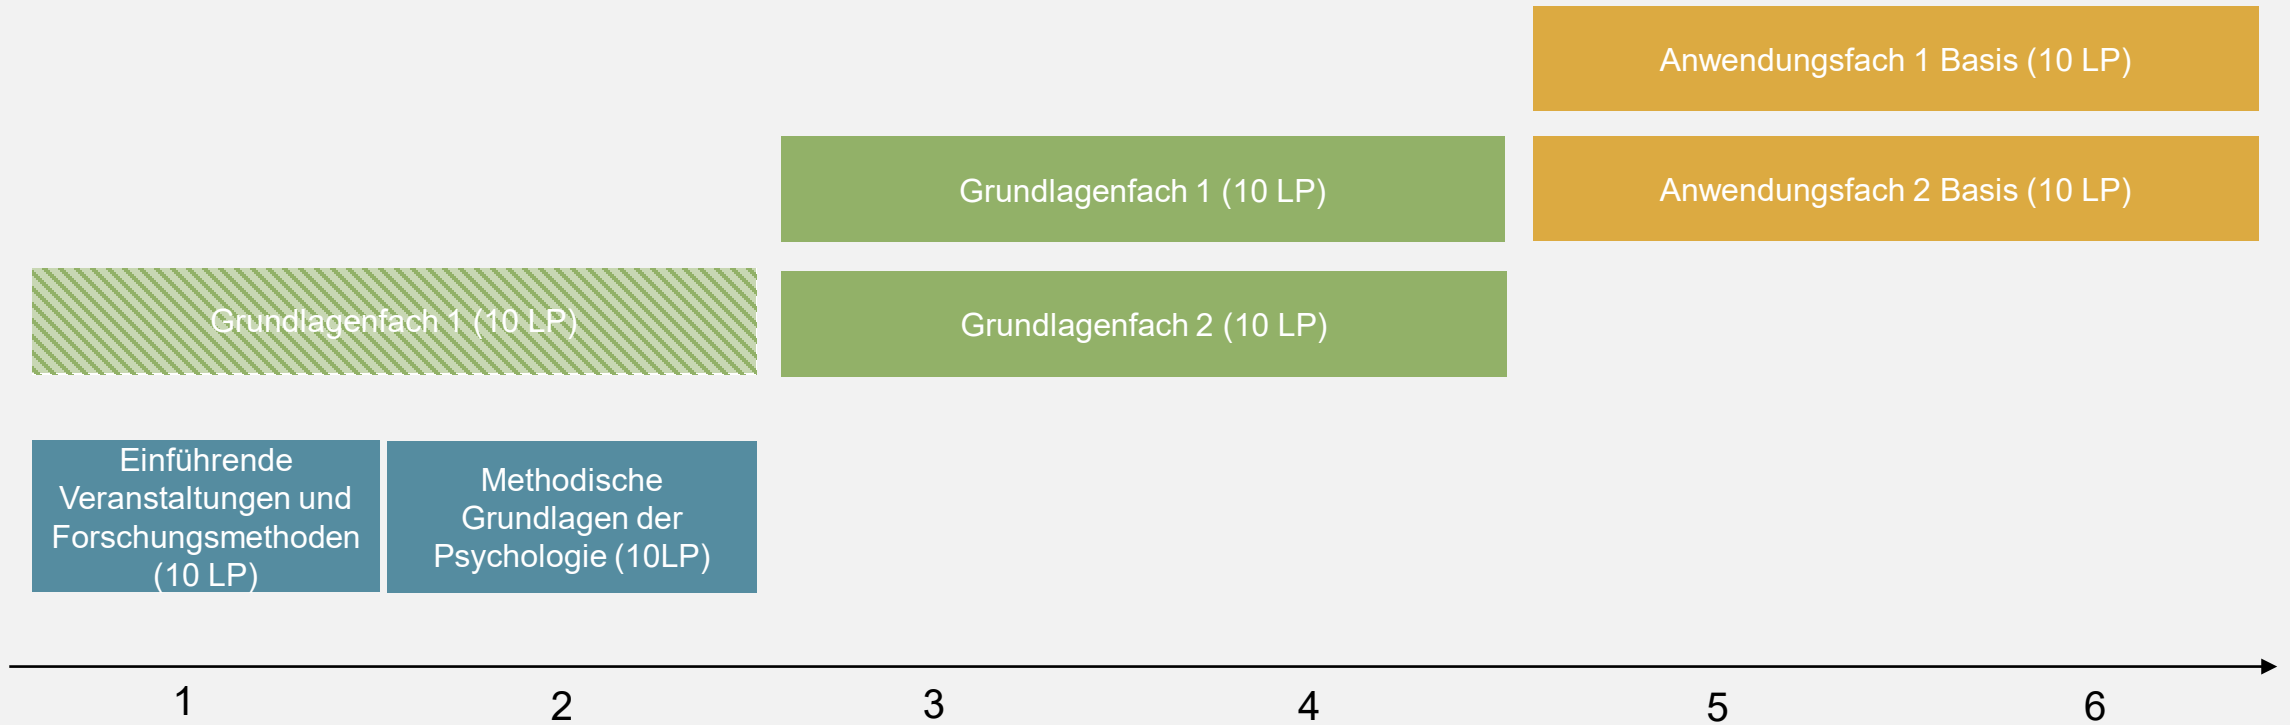 Anwendungsfach 1 Basis (10 LP)
Grundlagenfach 1 (10 LP)
Anwendungsfach 2 Basis (10 LP)
Grundlagenfach 1 (10 LP)
Grundlagenfach 2 (10 LP)
Einführende
Veranstaltungen und
Forschungsmethoden
(10 LP)
Methodische
Grundlagen der
Psychologie (10LP)
1
2
3
4
5
6